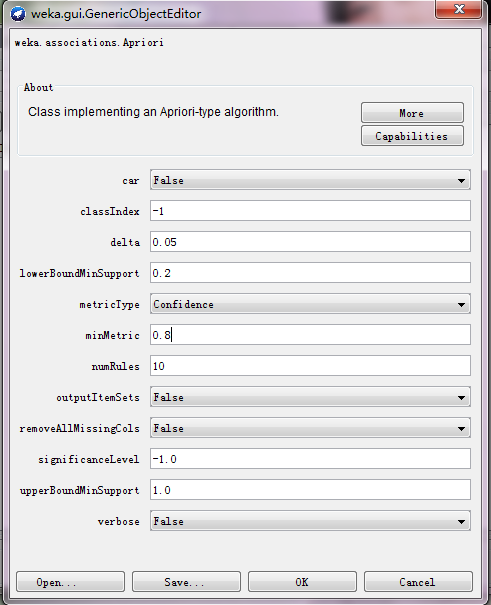 weka.gui.GenericObjectEditor
weka.associations.Apriori
About
Class implementing an Apriori-type algorithm.
More
Capabilities
car False
classIndex -1
delta 0.05
lowerBoundMinSupport 0.2
metricType Confidence
minMetric 0.8
numRules 10
outputItemSets False
removeAllMissingCols False
significanceLevel -1.0
upperBoundMinSupport 1.0
verbose False
Open... Save... OK Cancel